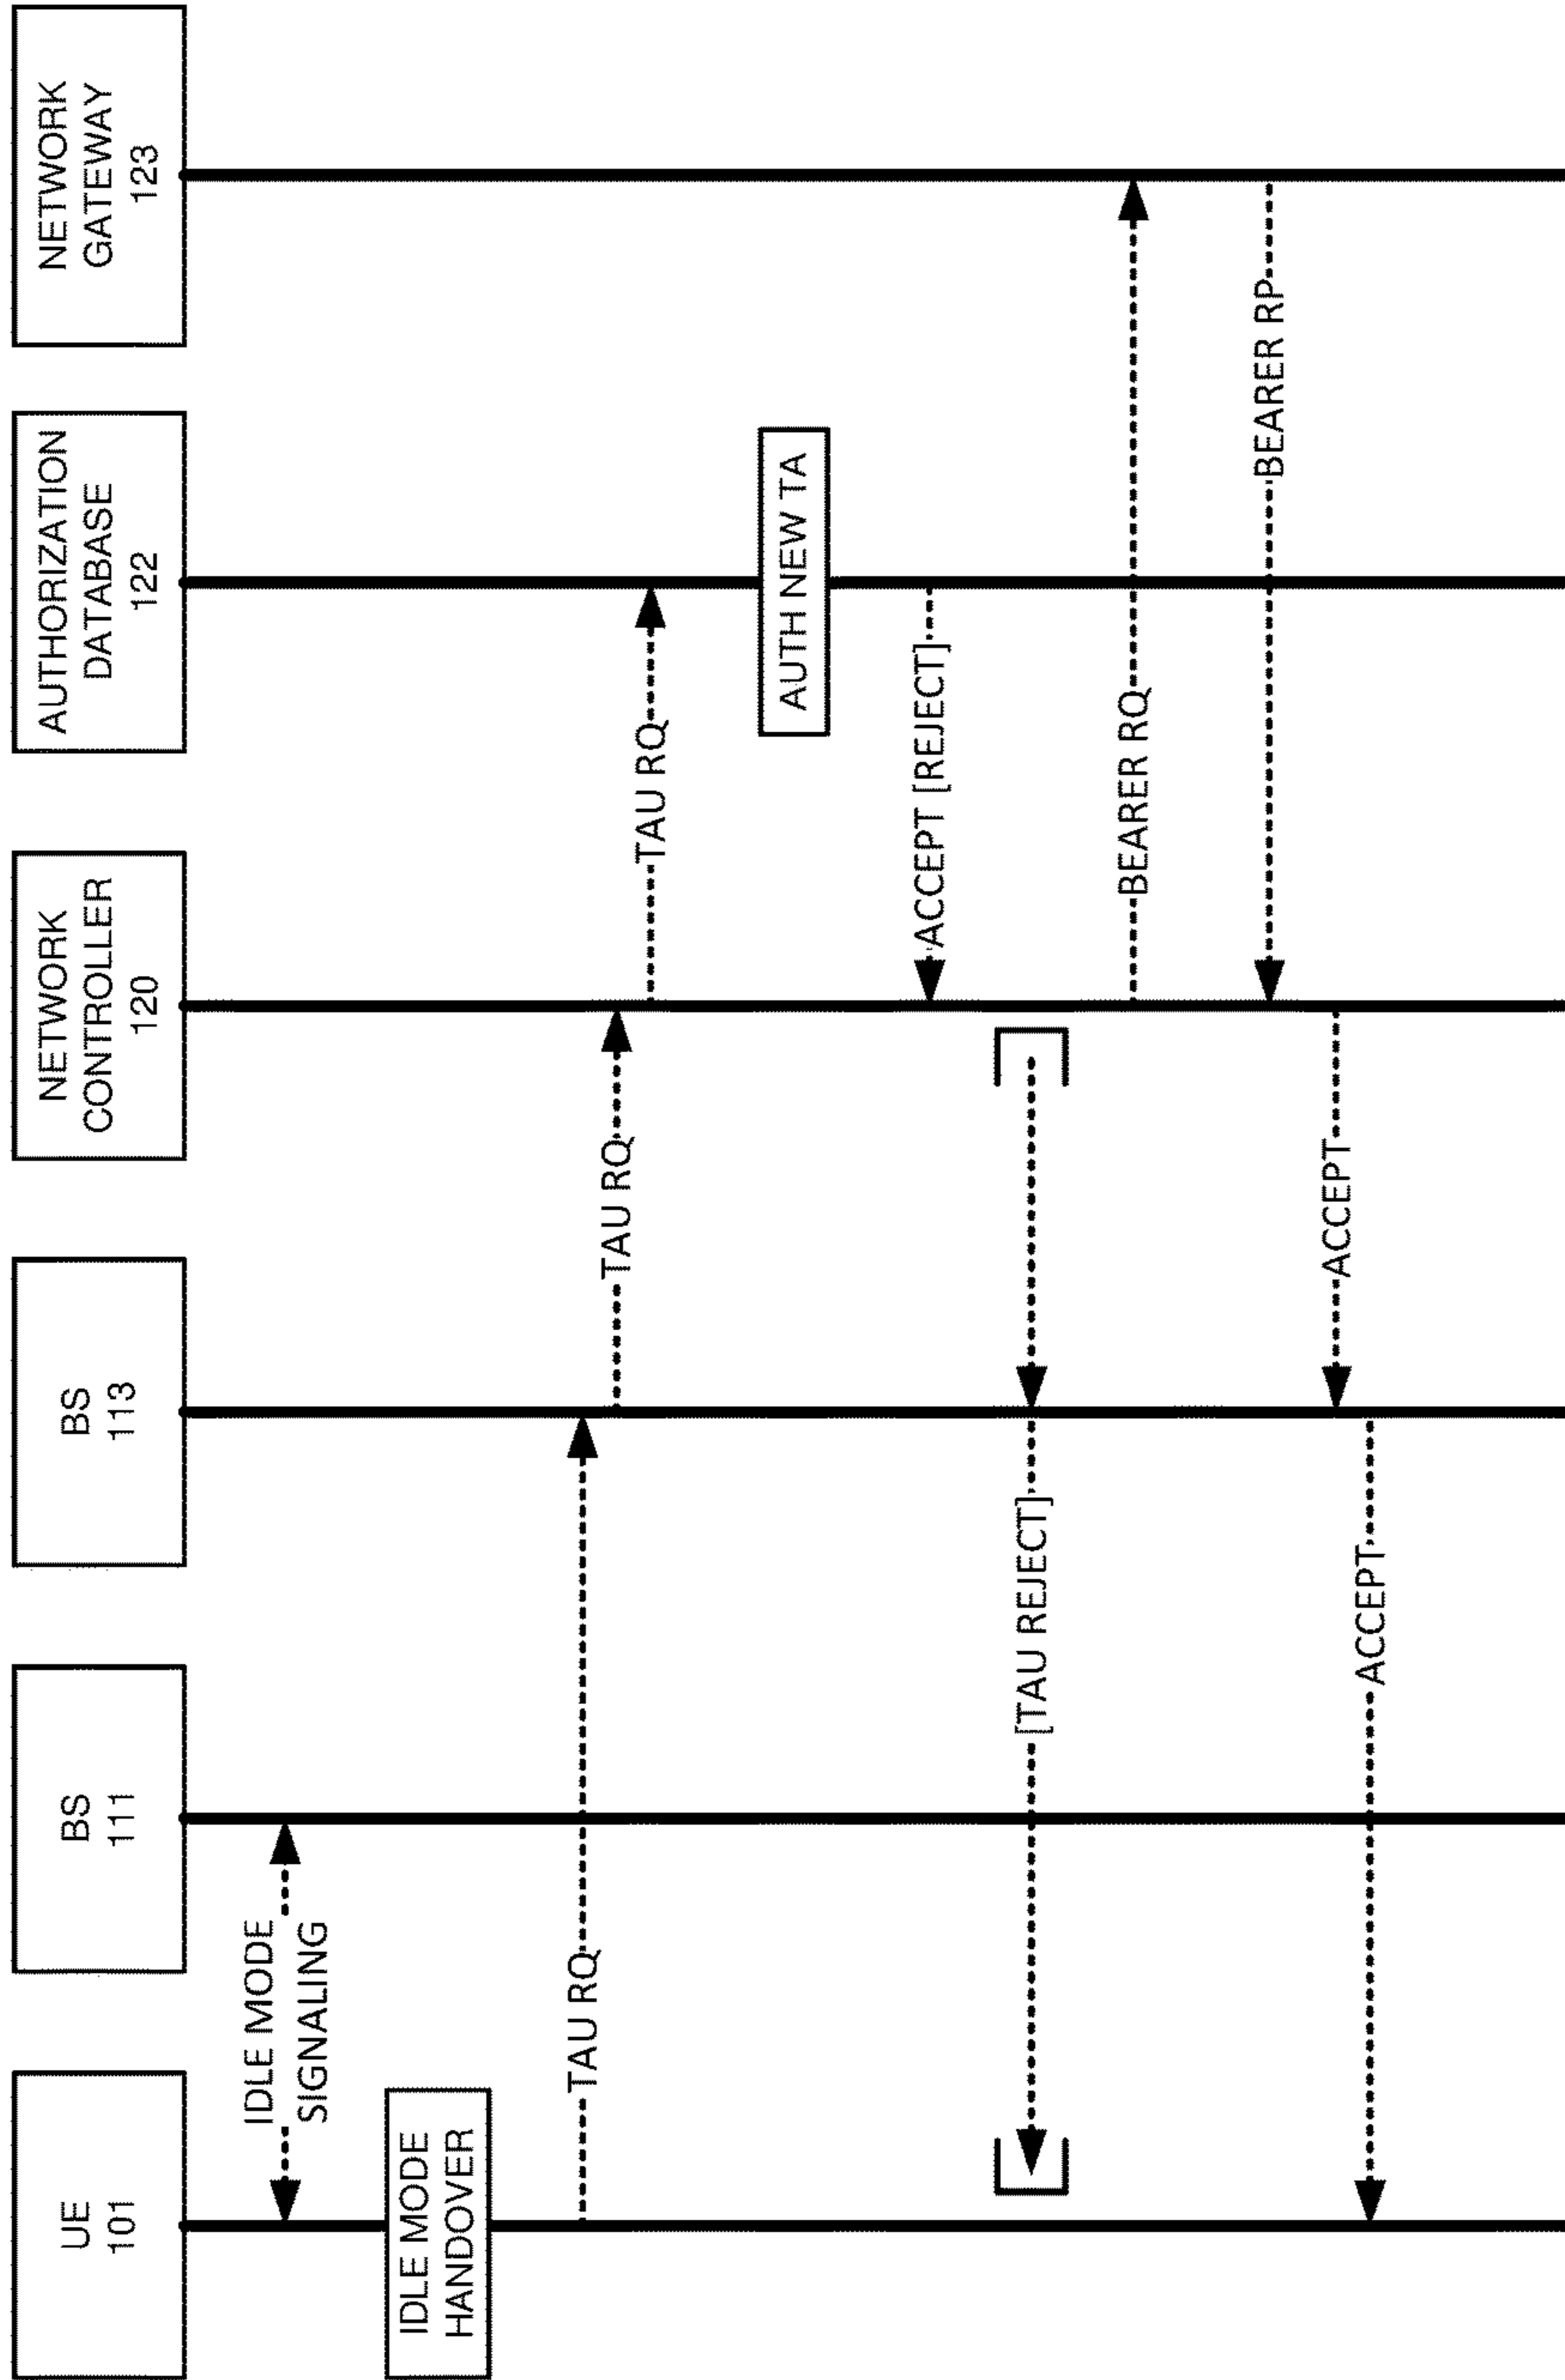 UE
101
BS
111
BS
113
NETWORK
CONTROLLER
120
AUTHORIZATION
DATABASE
122
NETWORK
GATEWAY
123
IDLE MODE
SIGNALING
IDLE MODE
HANDOVER
TAU RQ
TAU RQ
TAU RQ
AUTH NEW TA
ACCEPT [REJECT]
[TAU REJECT]
BEARER RQ
BEARER RP
ACCEPT
ACCEPT